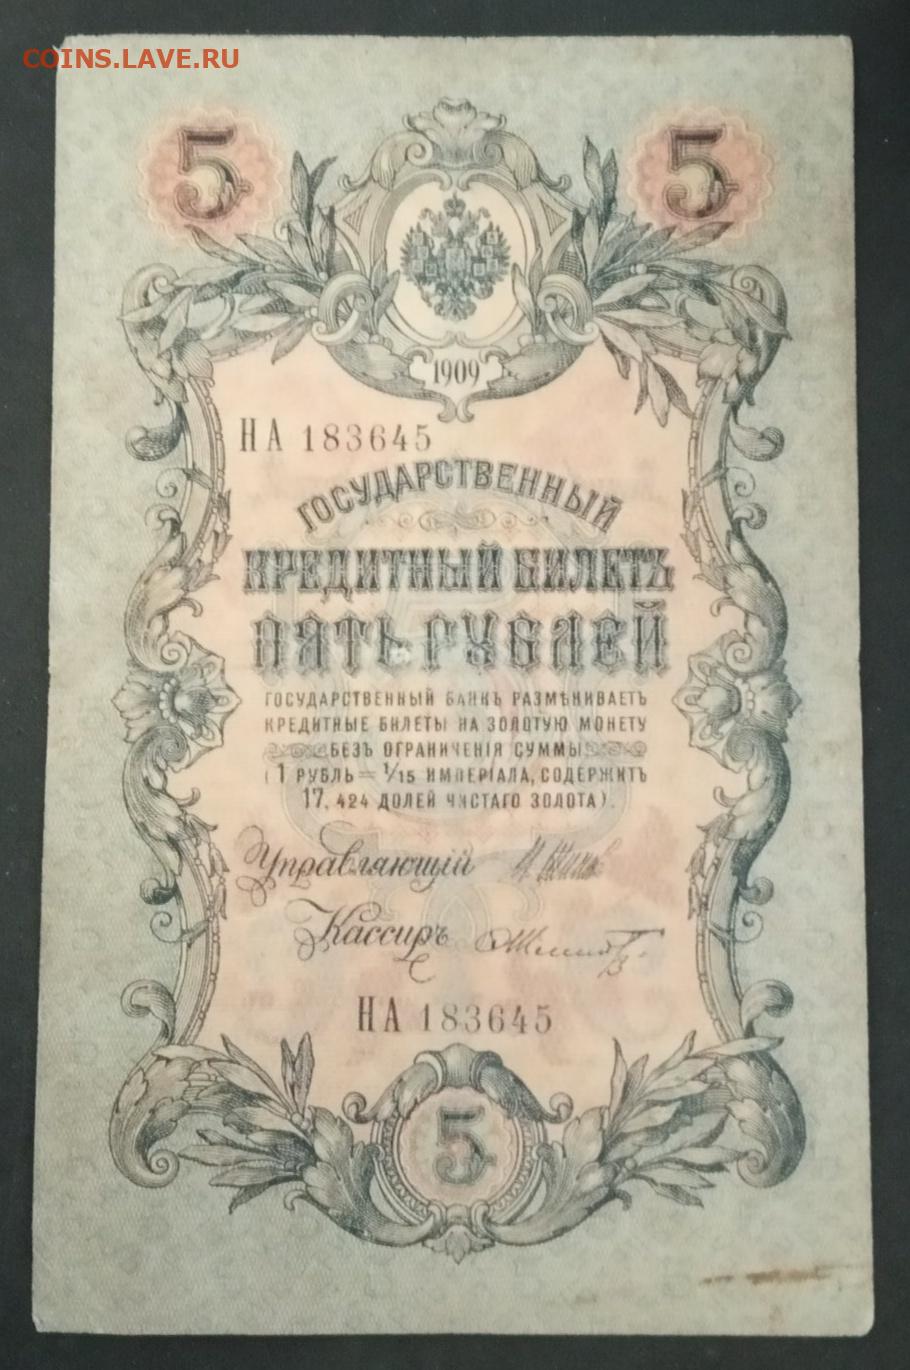 COINS.LAVE.RU
5 5
1909
НА 183645
ГОСУДАРСТВЕННЫЙ
КРЕДИТНЫЙ БИЛЕТЪ
ПЯТЬ РУБЛЕЙ
ГОСУДАРСТВЕННЫЙ БАНКЪ РАЗМѢНИВАЕТЪ
КРЕДИТНЫЕ БИЛЕТЫ НА ЗОЛОТУЮ МОНЕТУ
БЕЗЪ ОГРАНИЧЕНІЯ СУММЫ
(1 РУБЛЬ = 1/15 ИМПЕРІАЛА, СОДЕРЖИТЪ
17,424 ДОЛЕЙ ЧИСТАГО ЗОЛОТА).
Управляющій
Кассиръ
НА 183645
5